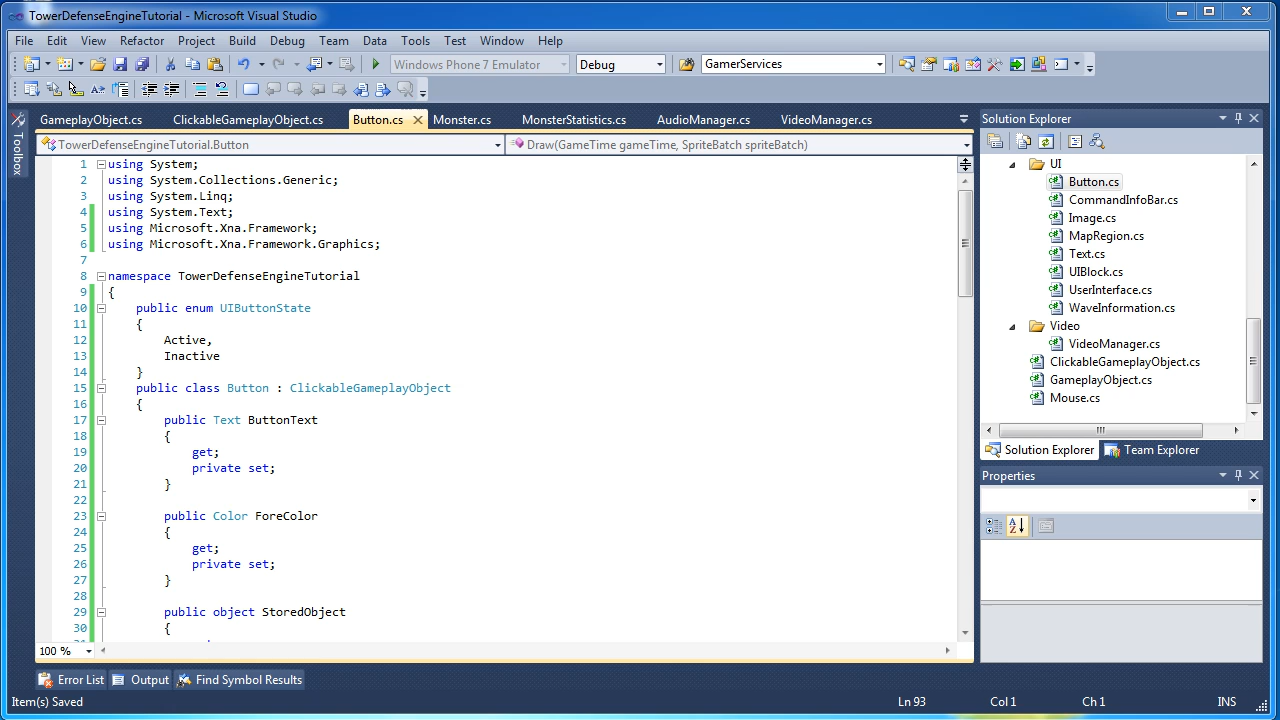 TowerDefenseEngineTutorial - Microsoft Visual Studio
File Edit View Refactor Project Build Debug Team Data Tools Test Window Help
Windows Phone 7 Emulator Debug GamerServices
GameplayObject.cs ClickableGameplayObject.cs Button.cs Monster.cs MonsterStatistics.cs AudioManager.cs VideoManager.cs
TowerDefenseEngineTutorial.Button Draw(GameTime gameTime, SpriteBatch spriteBatch)
Toolbox
1 using System;
2 using System.Collections.Generic;
3 using System.Linq;
4 using System.Text;
5 using Microsoft.Xna.Framework;
6 using Microsoft.Xna.Framework.Graphics;
7
8 namespace TowerDefenseEngineTutorial
9 {
10 public enum UIButtonState
11 {
12 Active,
13 Inactive
14 }
15 public class Button : ClickableGameplayObject
16 {
17 public Text ButtonText
18 {
19 get;
20 private set;
21 }
22
23 public Color ForeColor
24 {
25 get;
26 private set;
27 }
28
29 public object StoredObject
30 {
100 %
Solution Explorer
UI
Button.cs
CommandInfoBar.cs
Image.cs
MapRegion.cs
Text.cs
UIBlock.cs
UserInterface.cs
WaveInformation.cs
Video
VideoManager.cs
ClickableGameplayObject.cs
GameplayObject.cs
Mouse.cs
Solution Explorer Team Explorer
Properties
Error List Output Find Symbol Results
Item(s) Saved Ln 93 Col 1 Ch 1 INS